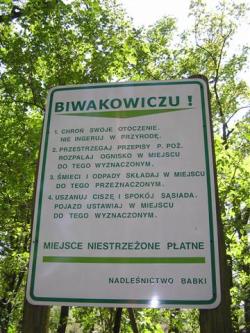 BIWAKOWICZU !
1. CHROŃ SWOJE OTOCZENIE.
NIE INGERUJ W PRZYRODĘ.
2. PRZESTRZEGAJ PRZEPISY P. POŻ.
ROZPALAJ OGNISKO W MIEJSCU
DO TEGO WYZNACZONYM.
3. ŚMIECI I ODPADY SKŁADAJ W MIEJSCU
DO TEGO PRZEZNACZONYM.
4. USZANUJ CISZĘ I SPOKÓJ SĄSIADA.
POJAZD USTAWIAJ W MIEJSCU
DO TEGO WYZNACZONYM.
MIEJSCE NIESTRZEŻONE PŁATNE
NADLEŚNICTWO BABKI